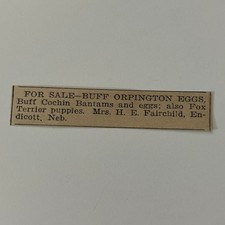 FOR SALE—BUFF ORPINGTON EGGS,
Buff Cochin Bantams and eggs; also Fox
Terrier puppies. Mrs. H. E. Fairchild, En-
dicott, Neb.